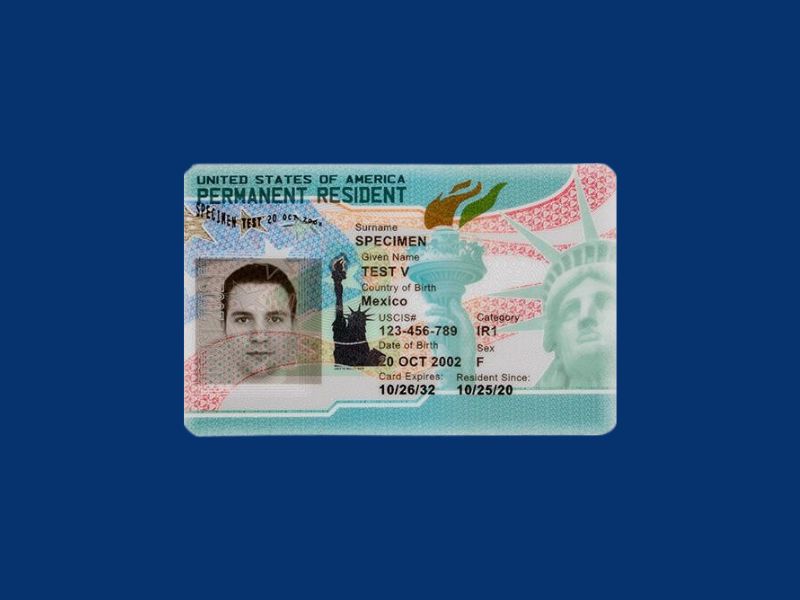 UNITED STATES OF AMERICA
PERMANENT RESIDENT
SPECIMEN TEST 20 OCT 2002
Surname
SPECIMEN
Given Name
TEST V
Country of Birth
Mexico
USCIS# Category
123-456-789 IR1
Date of Birth Sex
20 OCT 2002 F
Card Expires: Resident Since:
10/26/32 10/25/20